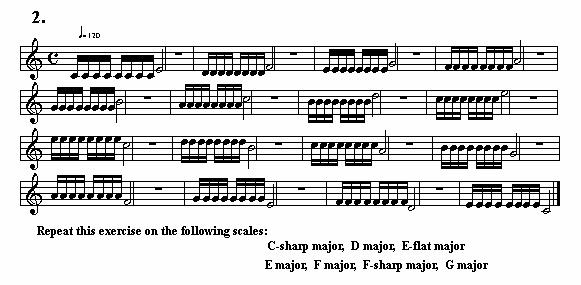 2.
♩=120
Repeat this exercise on the following scales:
C-sharp major, D major, E-flat major
E major, F major, F-sharp major, G major